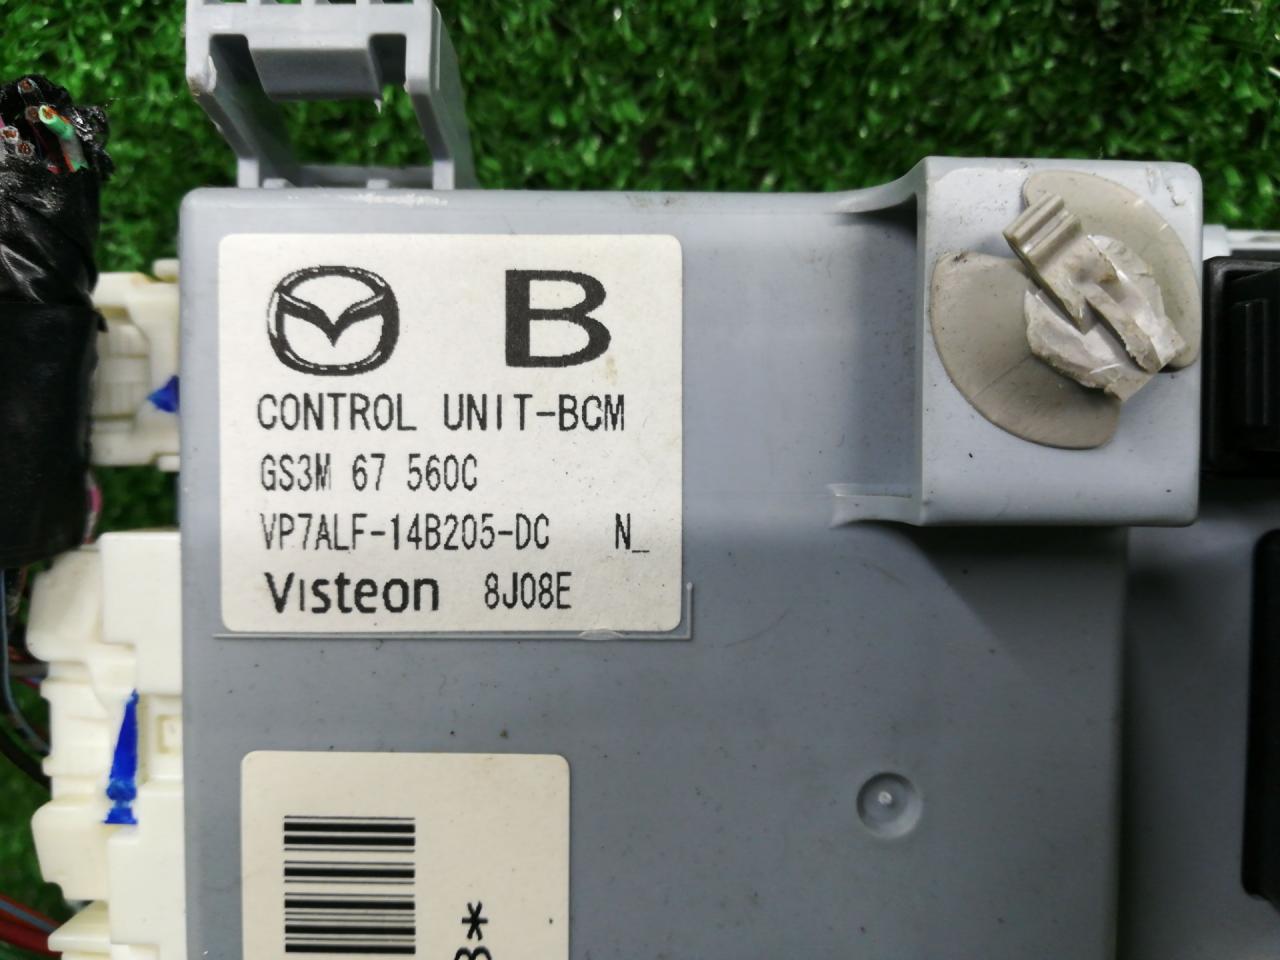 B
CONTROL UNIT-BCM
GS3M 67 560C
VP7ALF-14B205-DC N_
Visteon 8J08E